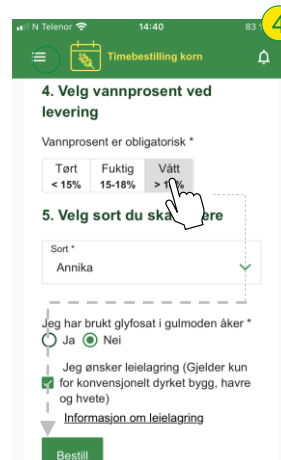 N Telenor 14:40 83
4
Timebestilling korn
4. Velg vannprosent ved
levering
Vannprosent er obligatorisk *
Tørt Fuktig Vått
< 15% 15-18%
5. Velg sort du
Sort *
Annika
Jeg har brukt glyfosat i gulmoden åker *
Ja Nei
Jeg ønsker leielagring (Gjelder kun
for konvensjonelt dyrket bygg, havre
og hvete)
Informasjon om leielagring
Bestill